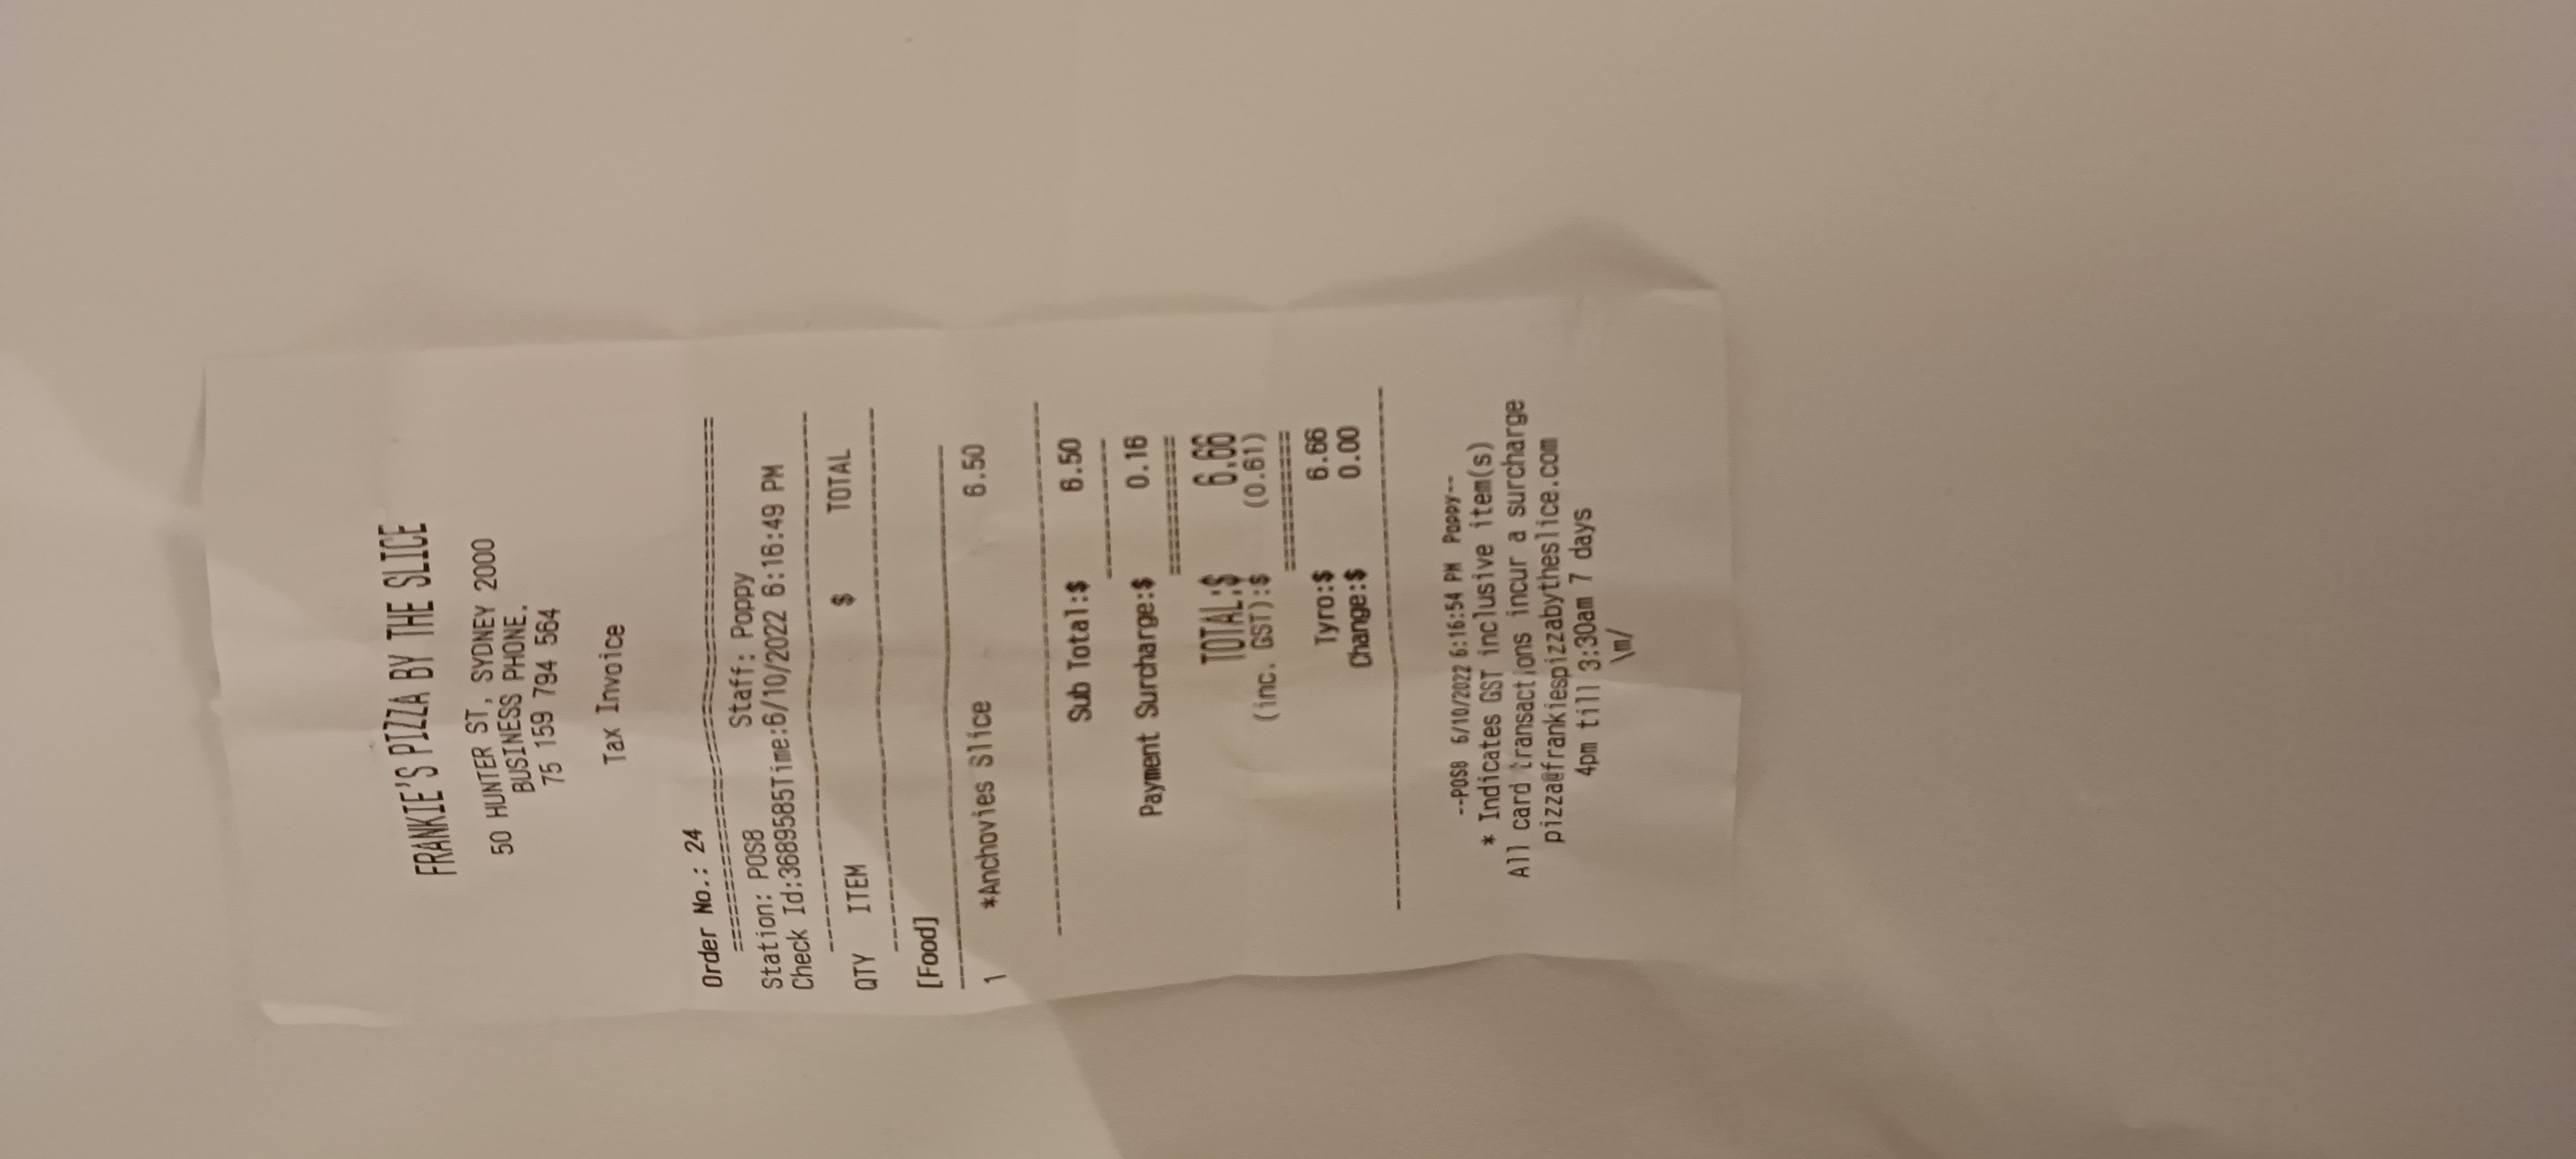 FRANKIE'S PIZZA BY THE SLICE
50 HUNTER ST, SYDNEY 2000
BUSINESS PHONE.
75 159 794 564
Tax Invoice
Order No.: 24
===========================================
Station: POS8 Staff: Poppy
Check Id:3689585Time:6/10/2022 6:16:49 PM
-------------------------------------------
QTY ITEM $ TOTAL
-------------------------------------------
[Food]
-------------------------------------------
1 *Anchovies Slice 6.50
-------------------------------------------
Sub Total:$ 6.50
-----------
Payment Surcharge:$ 0.16
===========
TOTAL:$ 6.66
(inc. GST):$ (0.61)
===========
Tyro:$ 6.66
Change:$ 0.00
-------------------------------------------
--POS8 6/10/2022 6:16:54 PM Poppy--
* Indicates GST inclusive item(s)
All card transactions incur a surcharge
pizza@frankiespizzabytheslice.com
4pm till 3:30am 7 days
\m/